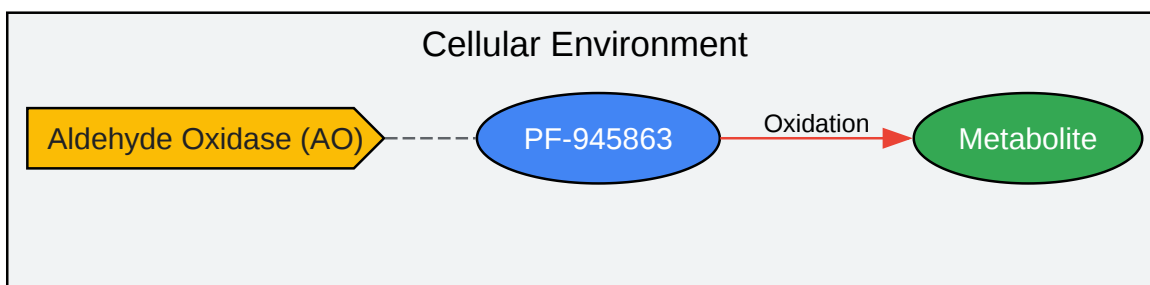 Cellular Environment
Aldehyde Oxidase (AO)
PF-945863
Oxidation
Metabolite